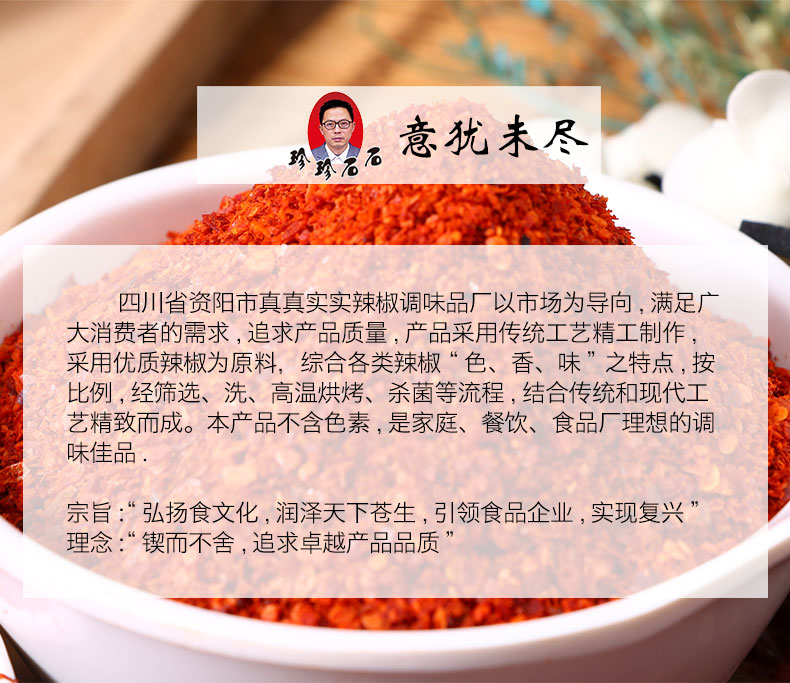 珍珍石石
意犹未尽
四川省资阳市真真实实辣椒调味品厂以市场为导向,满足广
大消费者的需求,追求产品质量,产品采用传统工艺精工制作,
采用优质辣椒为原料, 综合各类辣椒“色、香、味”之特点,按
比例,经筛选、洗、高温烘烤、杀菌等流程,结合传统和现代工
艺精致而成。本产品不含色素,是家庭、餐饮、食品厂理想的调
味佳品.
宗旨:“弘扬食文化,润泽天下苍生,引领食品企业,实现复兴”
理念:“锲而不舍,追求卓越产品品质”